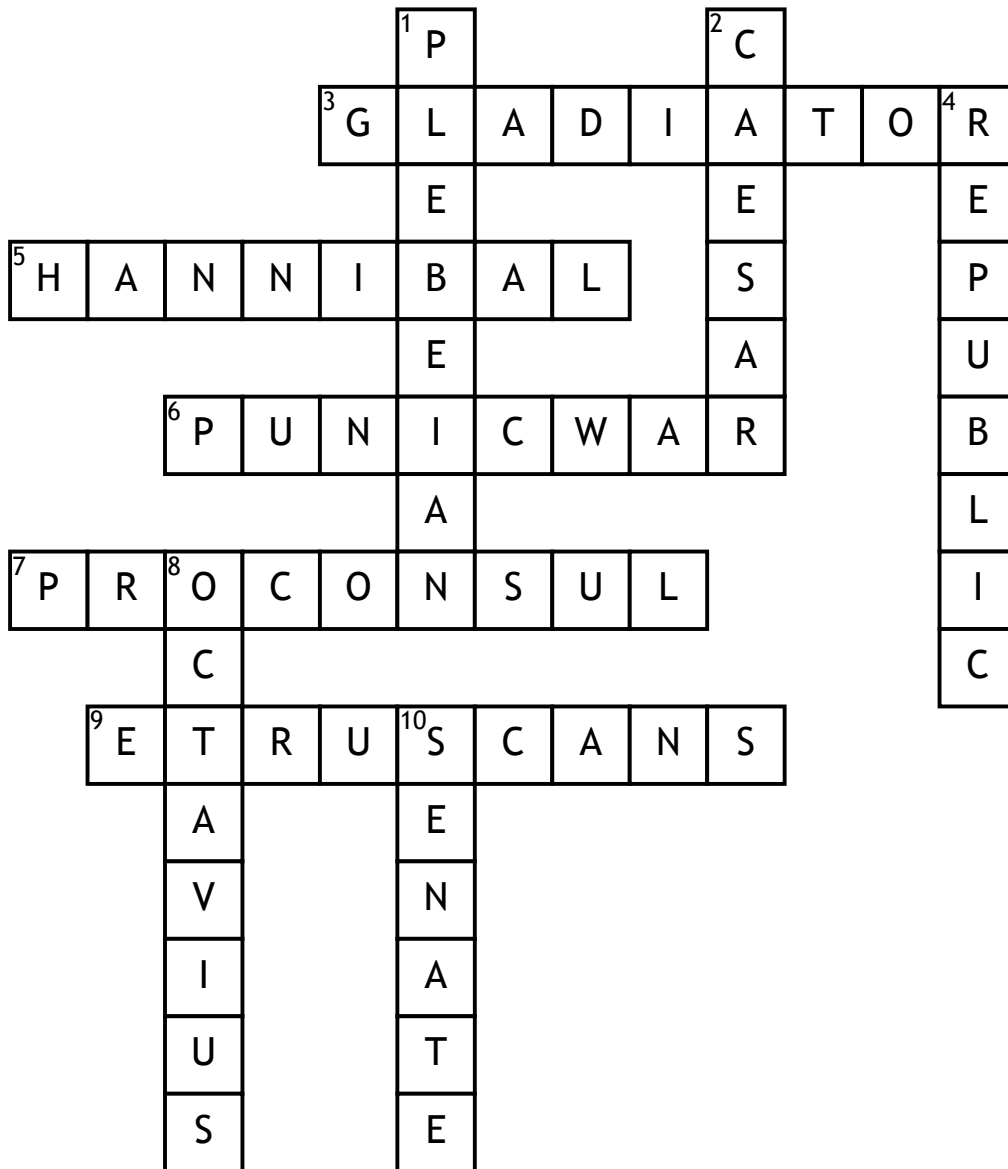 1 P 2 C
3 G L A D I A T O 4 R
E E E
5 H A N N I B A L S P
E A U
6 P U N I C W A R B
A L
7 P R 8 O C O N S U L I
C C
9 E T R U 10 S C A N S
A E
V N
I A
U T
S E